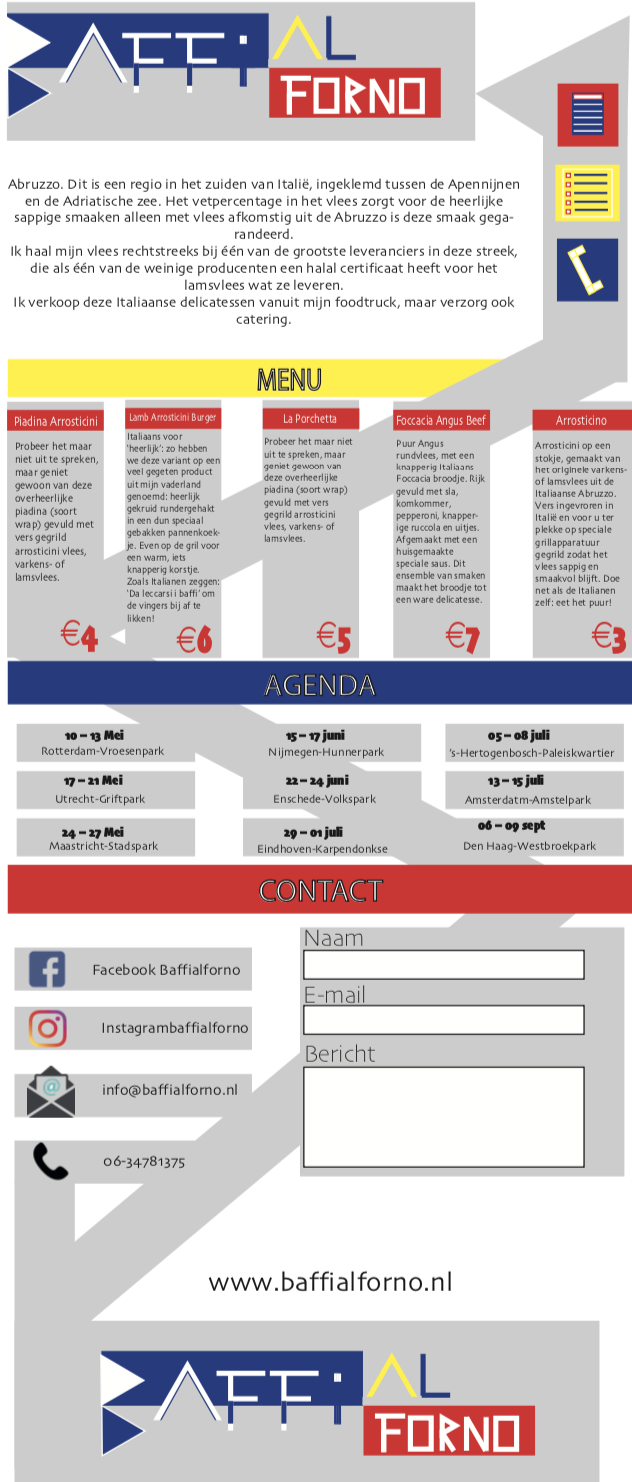 BAFFi AL
FORNO
Abruzzo. Dit is een regio in het zuiden van Italië, ingeklemd tussen de Apennijnen
en de Adriatische zee. Het vetpercentage in het vlees zorgt voor de heerlijke
sappige smaaken alleen met vlees afkomstig uit de Abruzzo is deze smaak gega-
randeerd.
Ik haal mijn vlees rechtstreeks bij één van de grootste leveranciers in deze streek,
die als één van de weinige producenten een halal certificaat heeft voor het
lamsvlees wat ze leveren.
Ik verkoop deze Italiaanse delicatessen vanuit mijn foodtruck, maar verzorg ook
catering.
MENU
Piadina Arrosticini
Probeer het maar
niet uit te spreken,
maar geniet
gewoon van deze
overheerlijke
piadina (soort
wrap) gevuld met
vers gegrild
arrosticini vlees,
varkens- of
lamsvlees.
€4
Lamb Arrosticini Burger
Italiaans voor
'heerlijk': zo hebben
we deze variant op een
veel gegeten product
uit mijn vaderland
genoemd: heerlijk
gekruid rundergehakt
in een dun speciaal
gebakken pannenkoek-
je. Even op de gril voor
een warm, iets
knapperig korstje.
Zoals Italianen zeggen:
'Da leccarsi i baffi' om
de vingers bij af te
likken!
€6
La Porchetta
Probeer het maar niet
uit te spreken, maar
geniet gewoon van
deze overheerlijke
piadina (soort wrap)
gevuld met vers
gegrild arrosticini
vlees, varkens- of
lamsvlees.
€5
Foccacia Angus Beef
Puur Angus
rundvlees, met een
knapperig Italiaans
Foccacia broodje. Rijk
gevuld met sla,
komkommer,
pepperoni, knapper-
ige ruccola en uitjes.
Afgemaakt met een
huisgemaakte
speciale saus. Dit
ensemble van smaken
maakt het broodje tot
een ware delicatesse.
€7
Arrosticino
Arrosticini op een
stokje, gemaakt van
het originele varkens-
of lamsvlees uit de
Italiaanse Abruzzo.
Vers ingevroren in
Italië en voor u ter
plekke op speciale
grillapparatuur
gegrild zodat het
vlees sappig en
smaakvol blijft. Doe
net als de Italianen
zelf: eet het puur!
€3
AGENDA
10 – 13 Mei
Rotterdam-Vroesenpark
15 – 17 juni
Nijmegen-Hunnerpark
05 – 08 juli
's-Hertogenbosch-Paleiskwartier
17 – 21 Mei
Utrecht-Griftpark
22 – 24 juni
Enschede-Volkspark
13 – 15 juli
Amsterdatm-Amstelpark
24 – 27 Mei
Maastricht-Stadspark
29 – 01 juli
Eindhoven-Karpendonkse
06 – 09 sept
Den Haag-Westbroekpark
CONTACT
Facebook Baffialforno
Instagrambaffialforno
info@baffialforno.nl
06-34781375
Naam
E-mail
Bericht
www.baffialforno.nl
BAFFi AL
FORNO